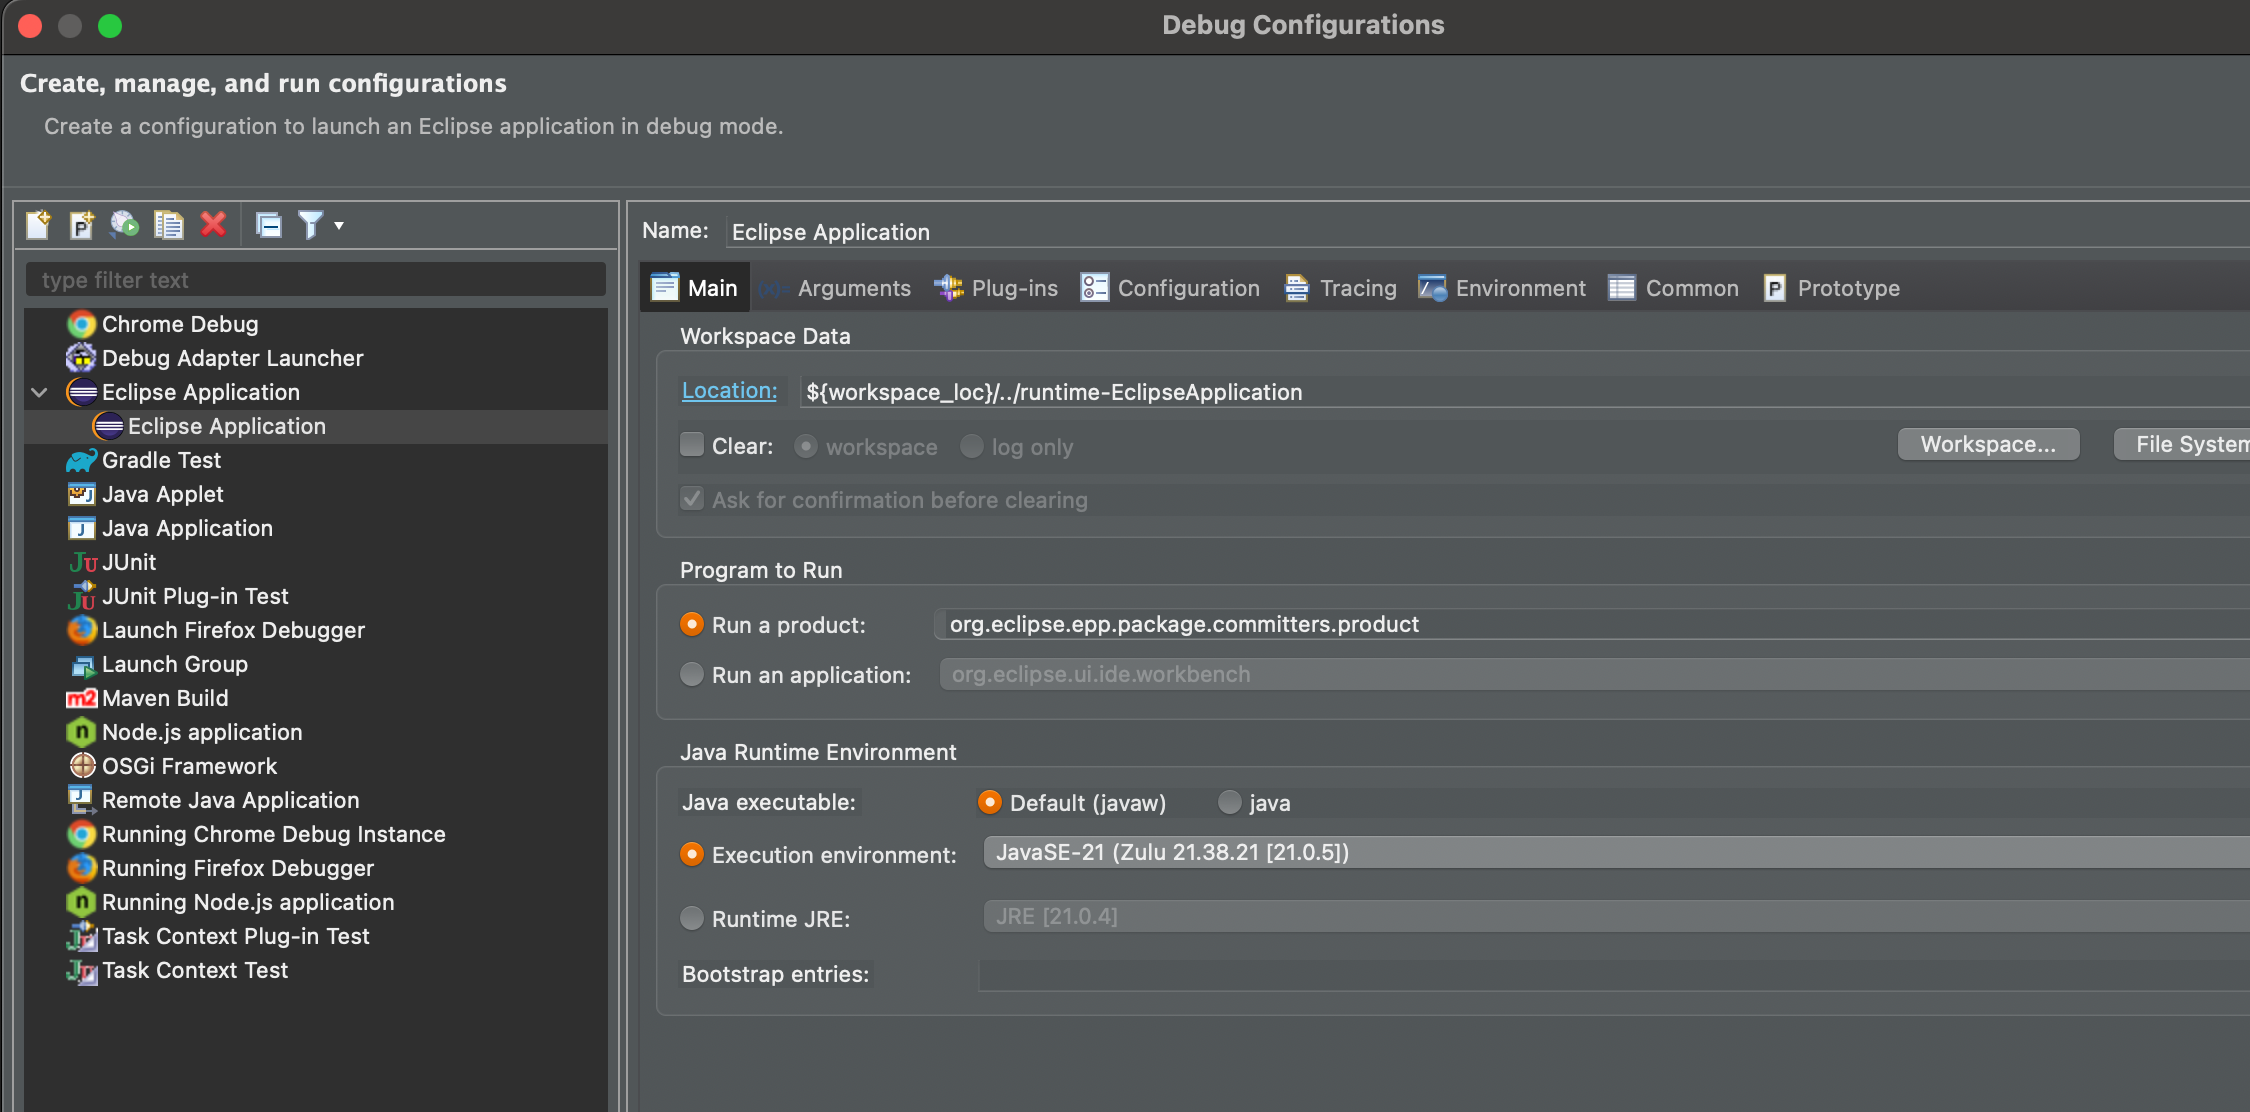 Debug Configurations
Create, manage, and run configurations
Create a configuration to launch an Eclipse application in debug mode.
type filter text
Chrome Debug
Debug Adapter Launcher
Eclipse Application
Eclipse Application
Gradle Test
Java Applet
Java Application
JUnit
JUnit Plug-in Test
Launch Firefox Debugger
Launch Group
Maven Build
Node.js application
OSGi Framework
Remote Java Application
Running Chrome Debug Instance
Running Firefox Debugger
Running Node.js application
Task Context Plug-in Test
Task Context Test
Name: Eclipse Application
Main Arguments Plug-ins Configuration Tracing Environment Common Prototype
Workspace Data
Location: ${workspace_loc}/../runtime-EclipseApplication
Clear: workspace log only Workspace... File System
Ask for confirmation before clearing
Program to Run
Run a product: org.eclipse.epp.package.committers.product
Run an application: org.eclipse.ui.ide.workbench
Java Runtime Environment
Java executable: Default (javaw) java
Execution environment: JavaSE-21 (Zulu 21.38.21 [21.0.5])
Runtime JRE: JRE [21.0.4]
Bootstrap entries: